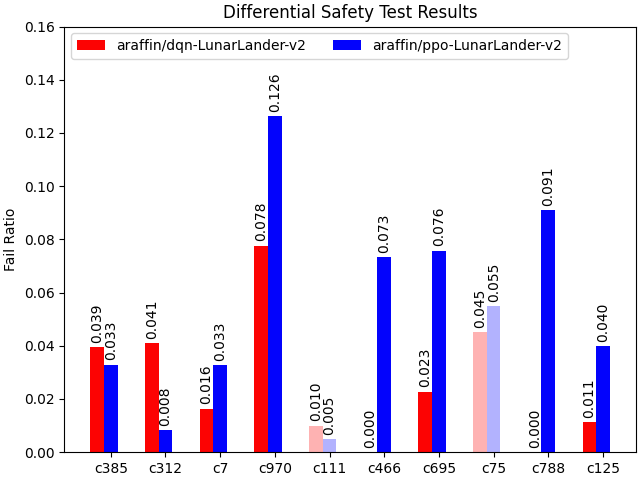 Differential Safety Test Results
araffin/dqn-LunarLander-v2 araffin/ppo-LunarLander-v2
Fail Ratio
0.16
0.14
0.12
0.10
0.08
0.06
0.04
0.02
0.00
0.039 0.033 0.041 0.008 0.016 0.033 0.078 0.126 0.010 0.005 0.000 0.073 0.023 0.076 0.045 0.055 0.000 0.091 0.011 0.040
c385 c312 c7 c970 c111 c466 c695 c75 c788 c125